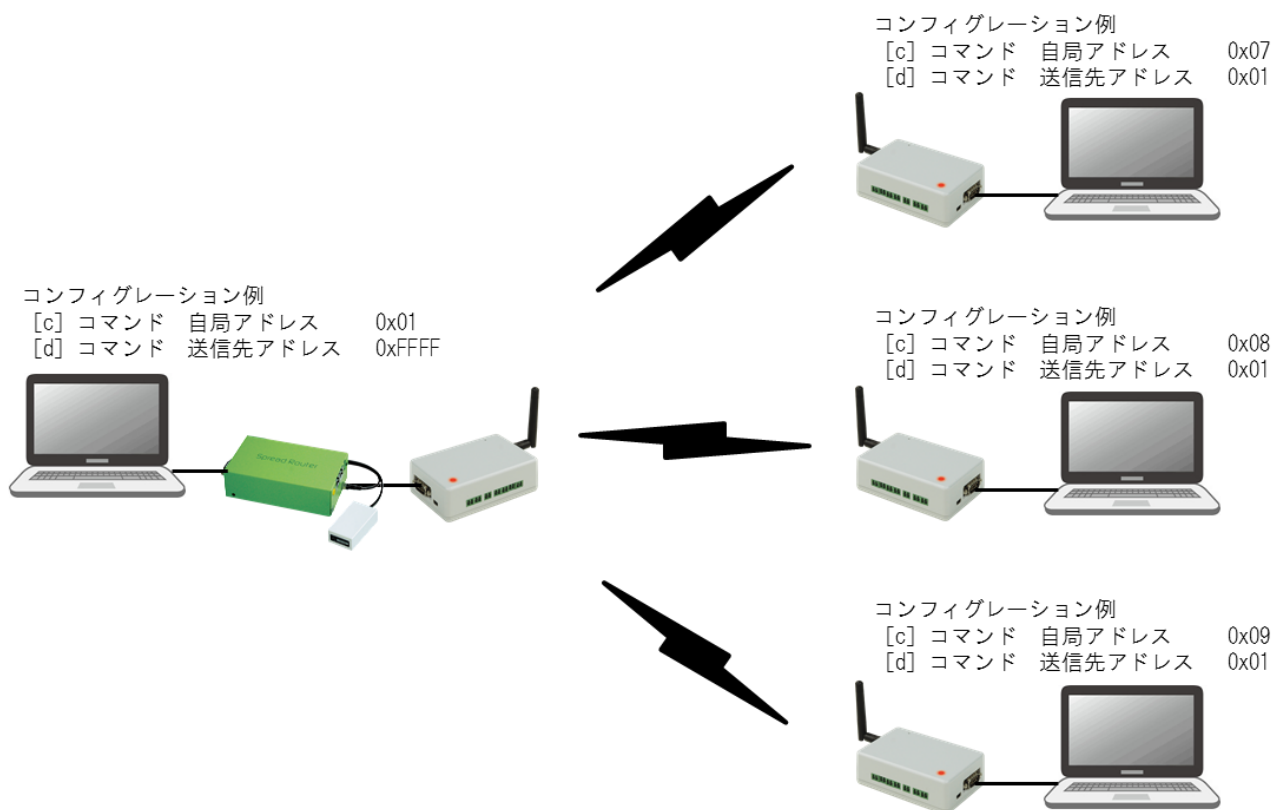 コンフィグレーション例
[c] コマンド 自局アドレス 0x07
[d] コマンド 送信先アドレス 0x01
コンフィグレーション例
[c] コマンド 自局アドレス 0x01
[d] コマンド 送信先アドレス 0xFFFF
Spread Router
コンフィグレーション例
[c] コマンド 自局アドレス 0x08
[d] コマンド 送信先アドレス 0x01
コンフィグレーション例
[c] コマンド 自局アドレス 0x09
[d] コマンド 送信先アドレス 0x01